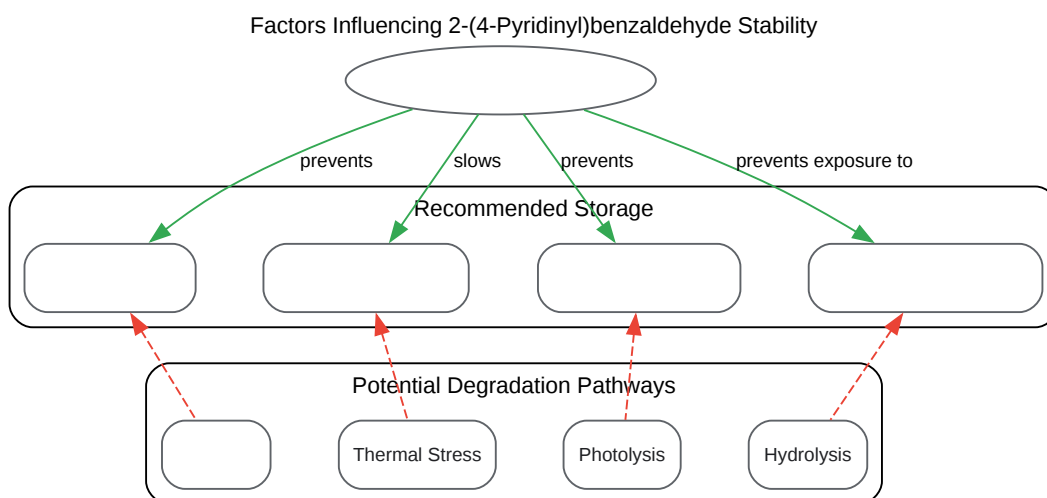 Factors Influencing 2-(4-Pyridinyl)benzaldehyde Stability
prevents
slows
prevents
prevents exposure to
Recommended Storage
Potential Degradation Pathways
Thermal Stress
Photolysis
Hydrolysis